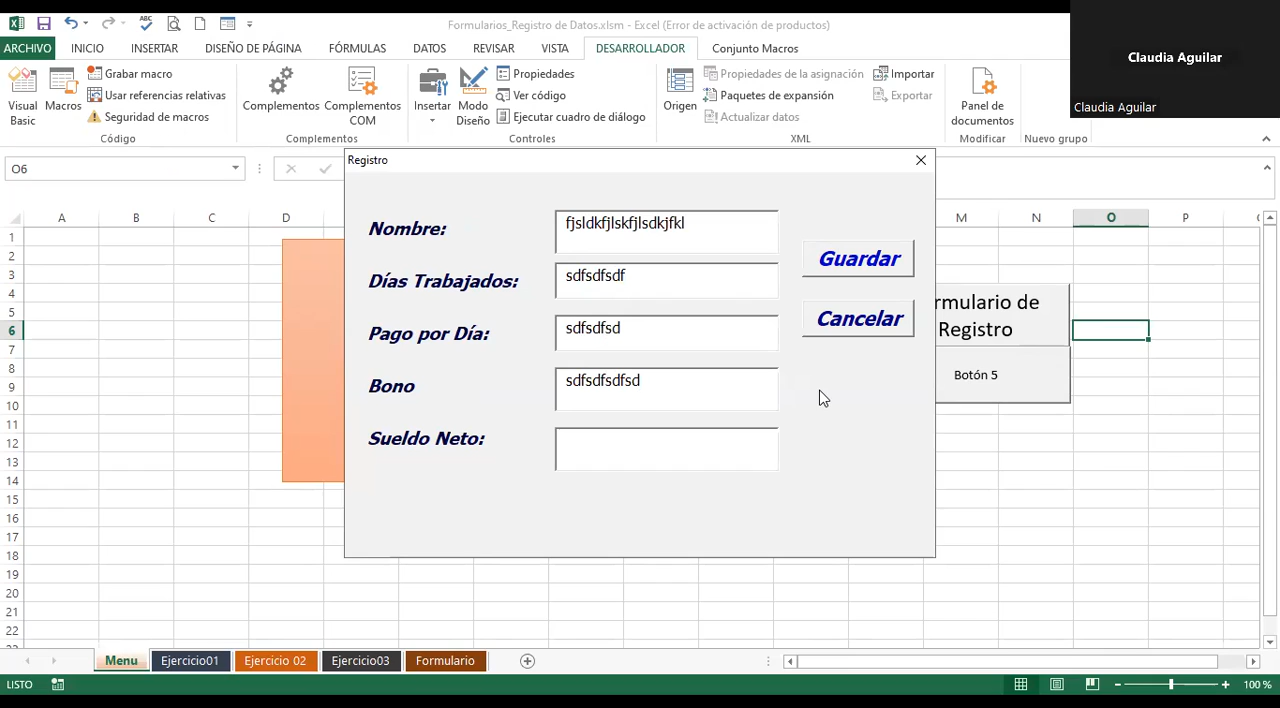 Formularios_Registro de Datos.xlsm - Excel (Error de activación de productos)
Claudia Aguilar
Claudia Aguilar
ARCHIVO INICIO INSERTAR DISEÑO DE PÁGINA FÓRMULAS DATOS REVISAR VISTA DESARROLLADOR Conjunto Macros
Visual Basic
Macros
Grabar macro
Usar referencias relativas
Seguridad de macros
Código
Complementos
Complementos COM
Complementos
Insertar
Modo Diseño
Propiedades
Ver código
Ejecutar cuadro de diálogo
Controles
Origen
Propiedades de la asignación
Paquetes de expansión
Actualizar datos
Importar
Exportar
XML
Panel de documentos
Modificar
Nuevo grupo
O6
A B C D M N O P
1
2
3
4
5
6
7
8
9
10
11
12
13
14
15
16
17
18
19
20
21
22
Registro
Nombre: fjsldkfjlskfjlsdkjfkl
Días Trabajados: sdfsdfsdf
Pago por Día: sdfsdfsd
Bono sdfsdfsdfsd
Sueldo Neto:
Guardar
Cancelar
rmulario de
Registro
Botón 5
Menu Ejercicio01 Ejercicio 02 Ejercicio03 Formulario
LISTO
100 %